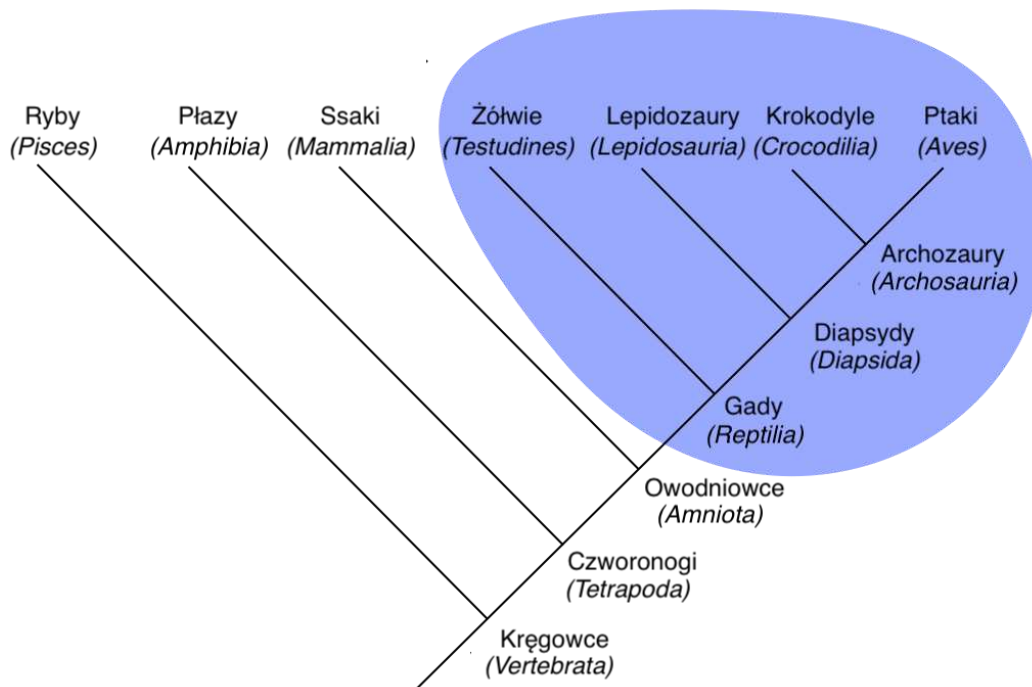 Ryby
(Pisces)
Płazy
(Amphibia)
Ssaki
(Mammalia)
Żółwie
(Testudines)
Lepidozaury
(Lepidosauria)
Krokodyle
(Crocodilia)
Ptaki
(Aves)
Archozaury
(Archosauria)
Diapsydy
(Diapsida)
Gady
(Reptilia)
Owodniowce
(Amniota)
Czworonogi
(Tetrapoda)
Kręgowce
(Vertebrata)